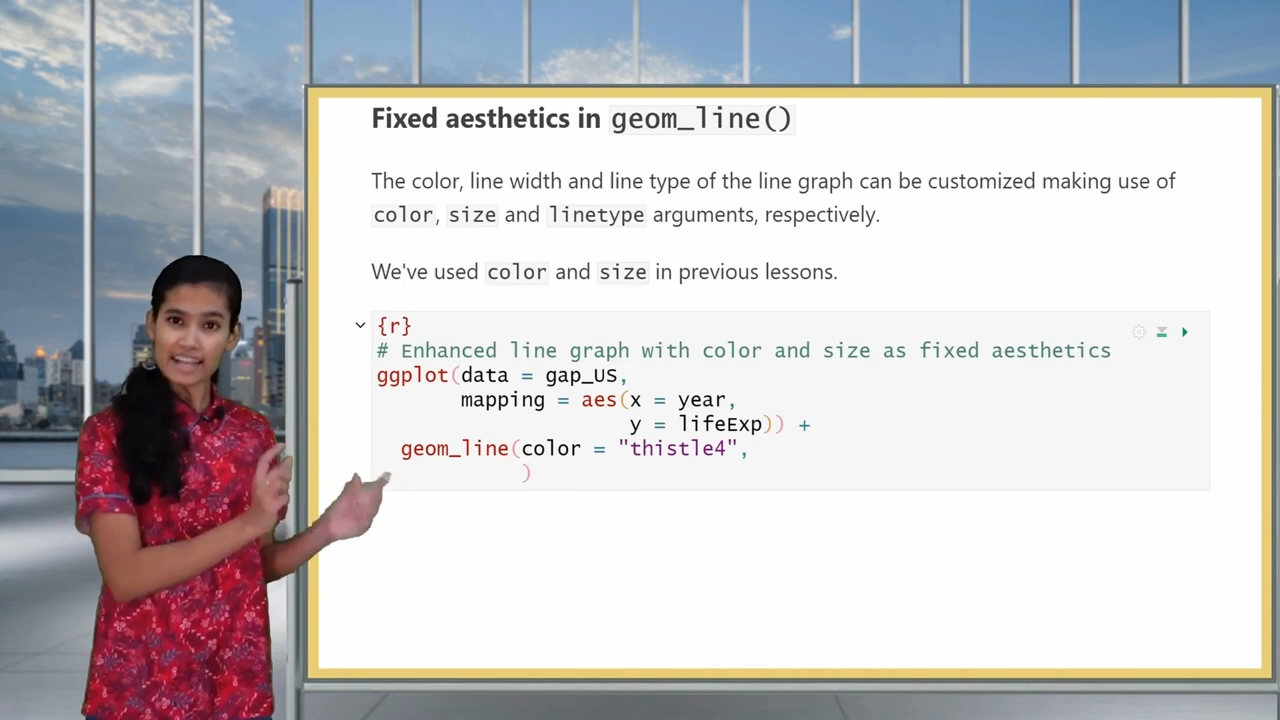 Fixed aesthetics in geom_line()
The color, line width and line type of the line graph can be customized making use of
color, size and linetype arguments, respectively.
We've used color and size in previous lessons.
{r}
# Enhanced line graph with color and size as fixed aesthetics
ggplot(data = gap_US,
       mapping = aes(x = year,
                     y = lifeExp)) +
  geom_line(color = "thistle4",
            )